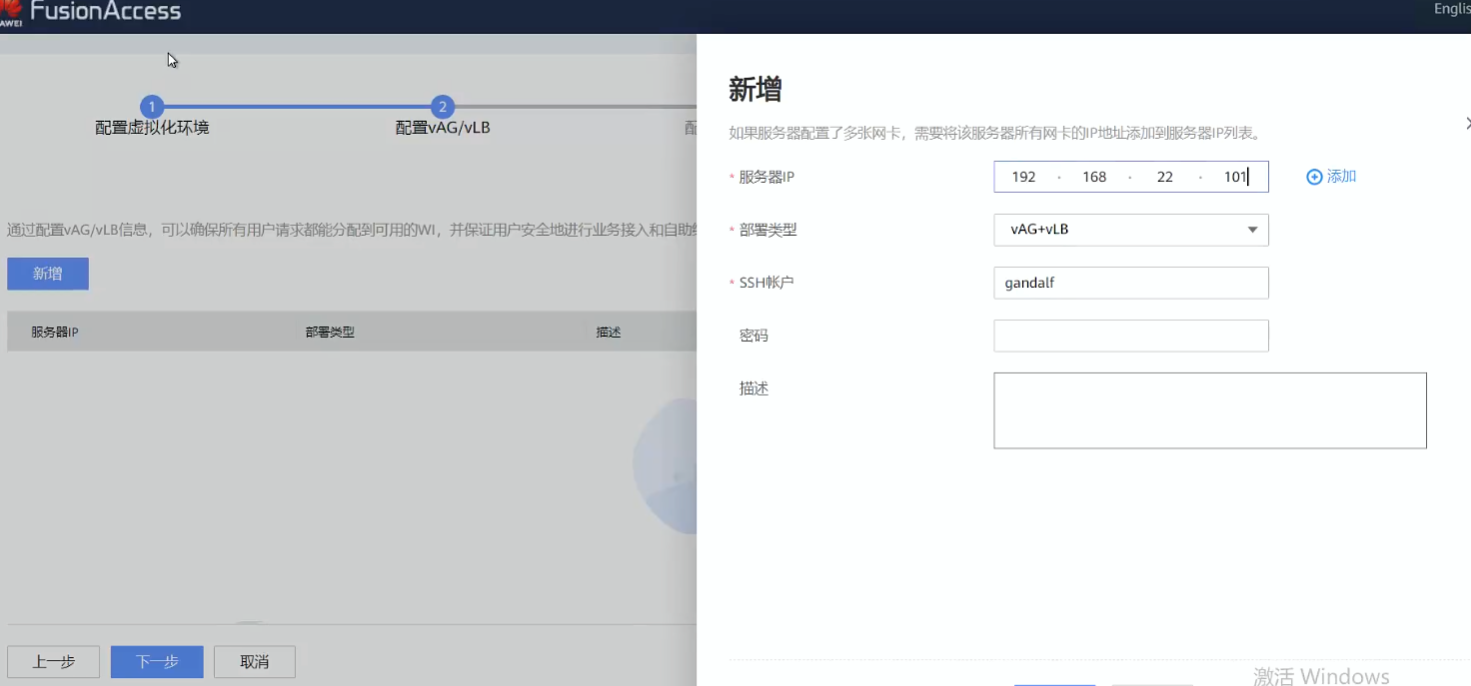 FusionAccess
Englis
1
2
配置虚拟化环境
配置vAG/vLB
通过配置vAG/vLB信息，可以确保所有用户请求都能分配到可用的WI，并保证用户安全地进行业务接入和自助
新增
服务器IP
部署类型
描述
上一步
下一步
取消
新增
如果服务器配置了多张网卡，需要将该服务器所有网卡的IP地址添加到服务器IP列表。
* 服务器IP
192 . 168 . 22 . 101
添加
* 部署类型
vAG+vLB
* SSH帐户
gandalf
密码
描述
激活 Windows